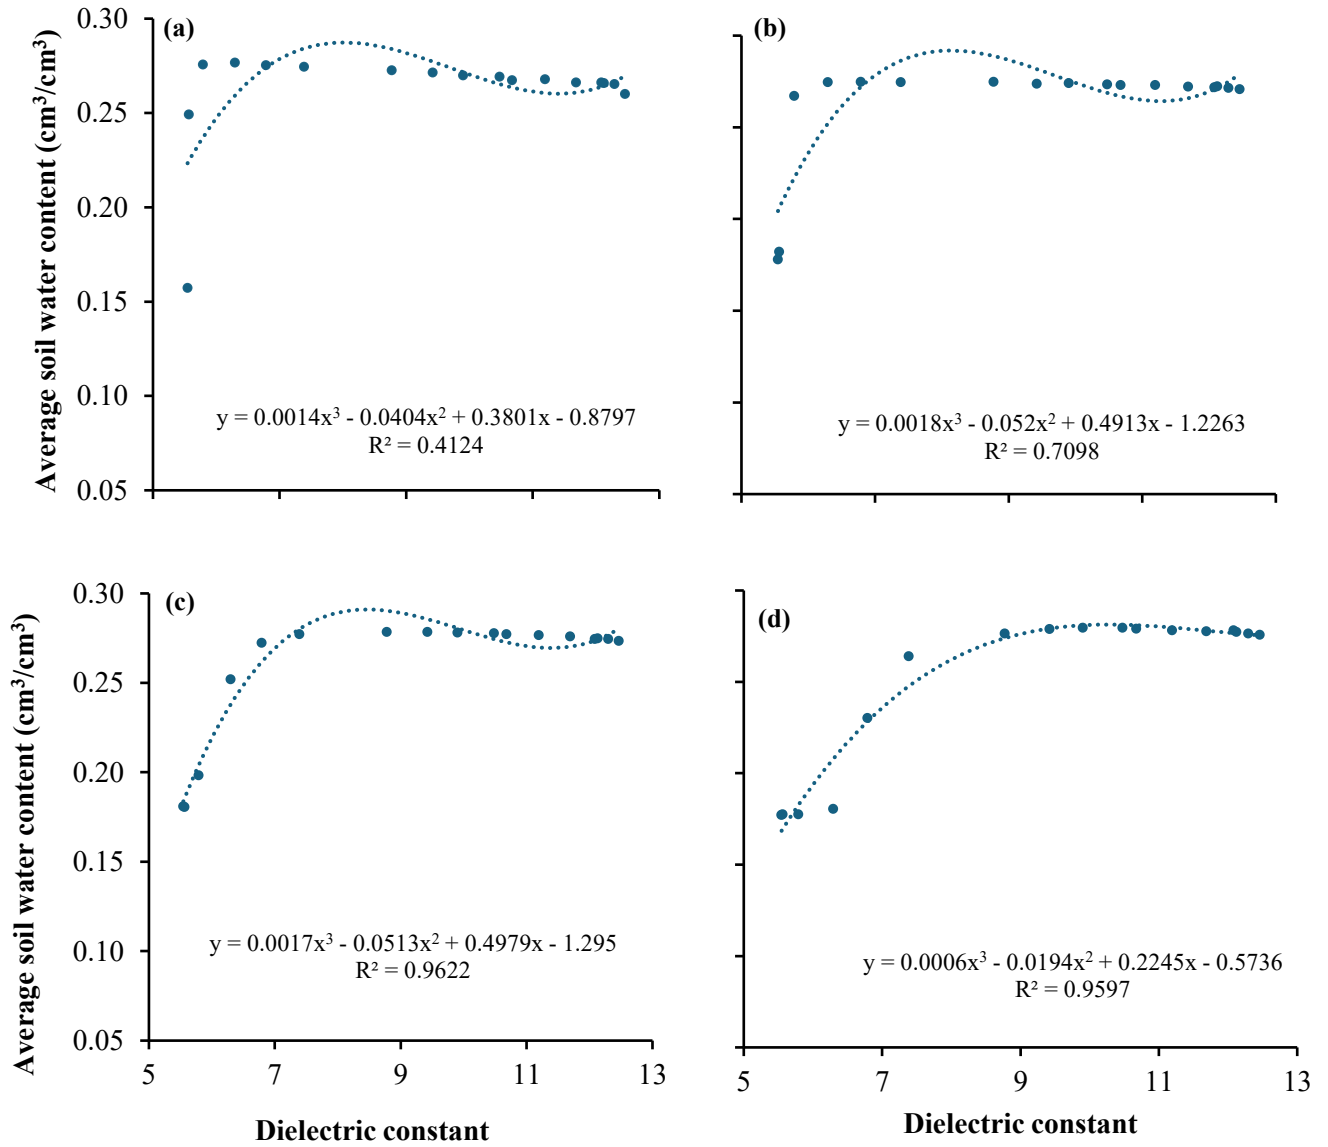 (a)
0.30
0.25
0.20
0.15
0.10
0.05
Average soil water content (cm³/cm³)
y = 0.0014x³ - 0.0404x² + 0.3801x - 0.8797
R² = 0.4124
(b)
y = 0.0018x³ - 0.052x² + 0.4913x - 1.2263
R² = 0.7098
(c)
0.30
0.25
0.20
0.15
0.10
0.05
Average soil water content (cm³/cm³)
y = 0.0017x³ - 0.0513x² + 0.4979x - 1.295
R² = 0.9622
5 7 9 11 13
Dielectric constant
(d)
y = 0.0006x³ - 0.0194x² + 0.2245x - 0.5736
R² = 0.9597
5 7 9 11 13
Dielectric constant